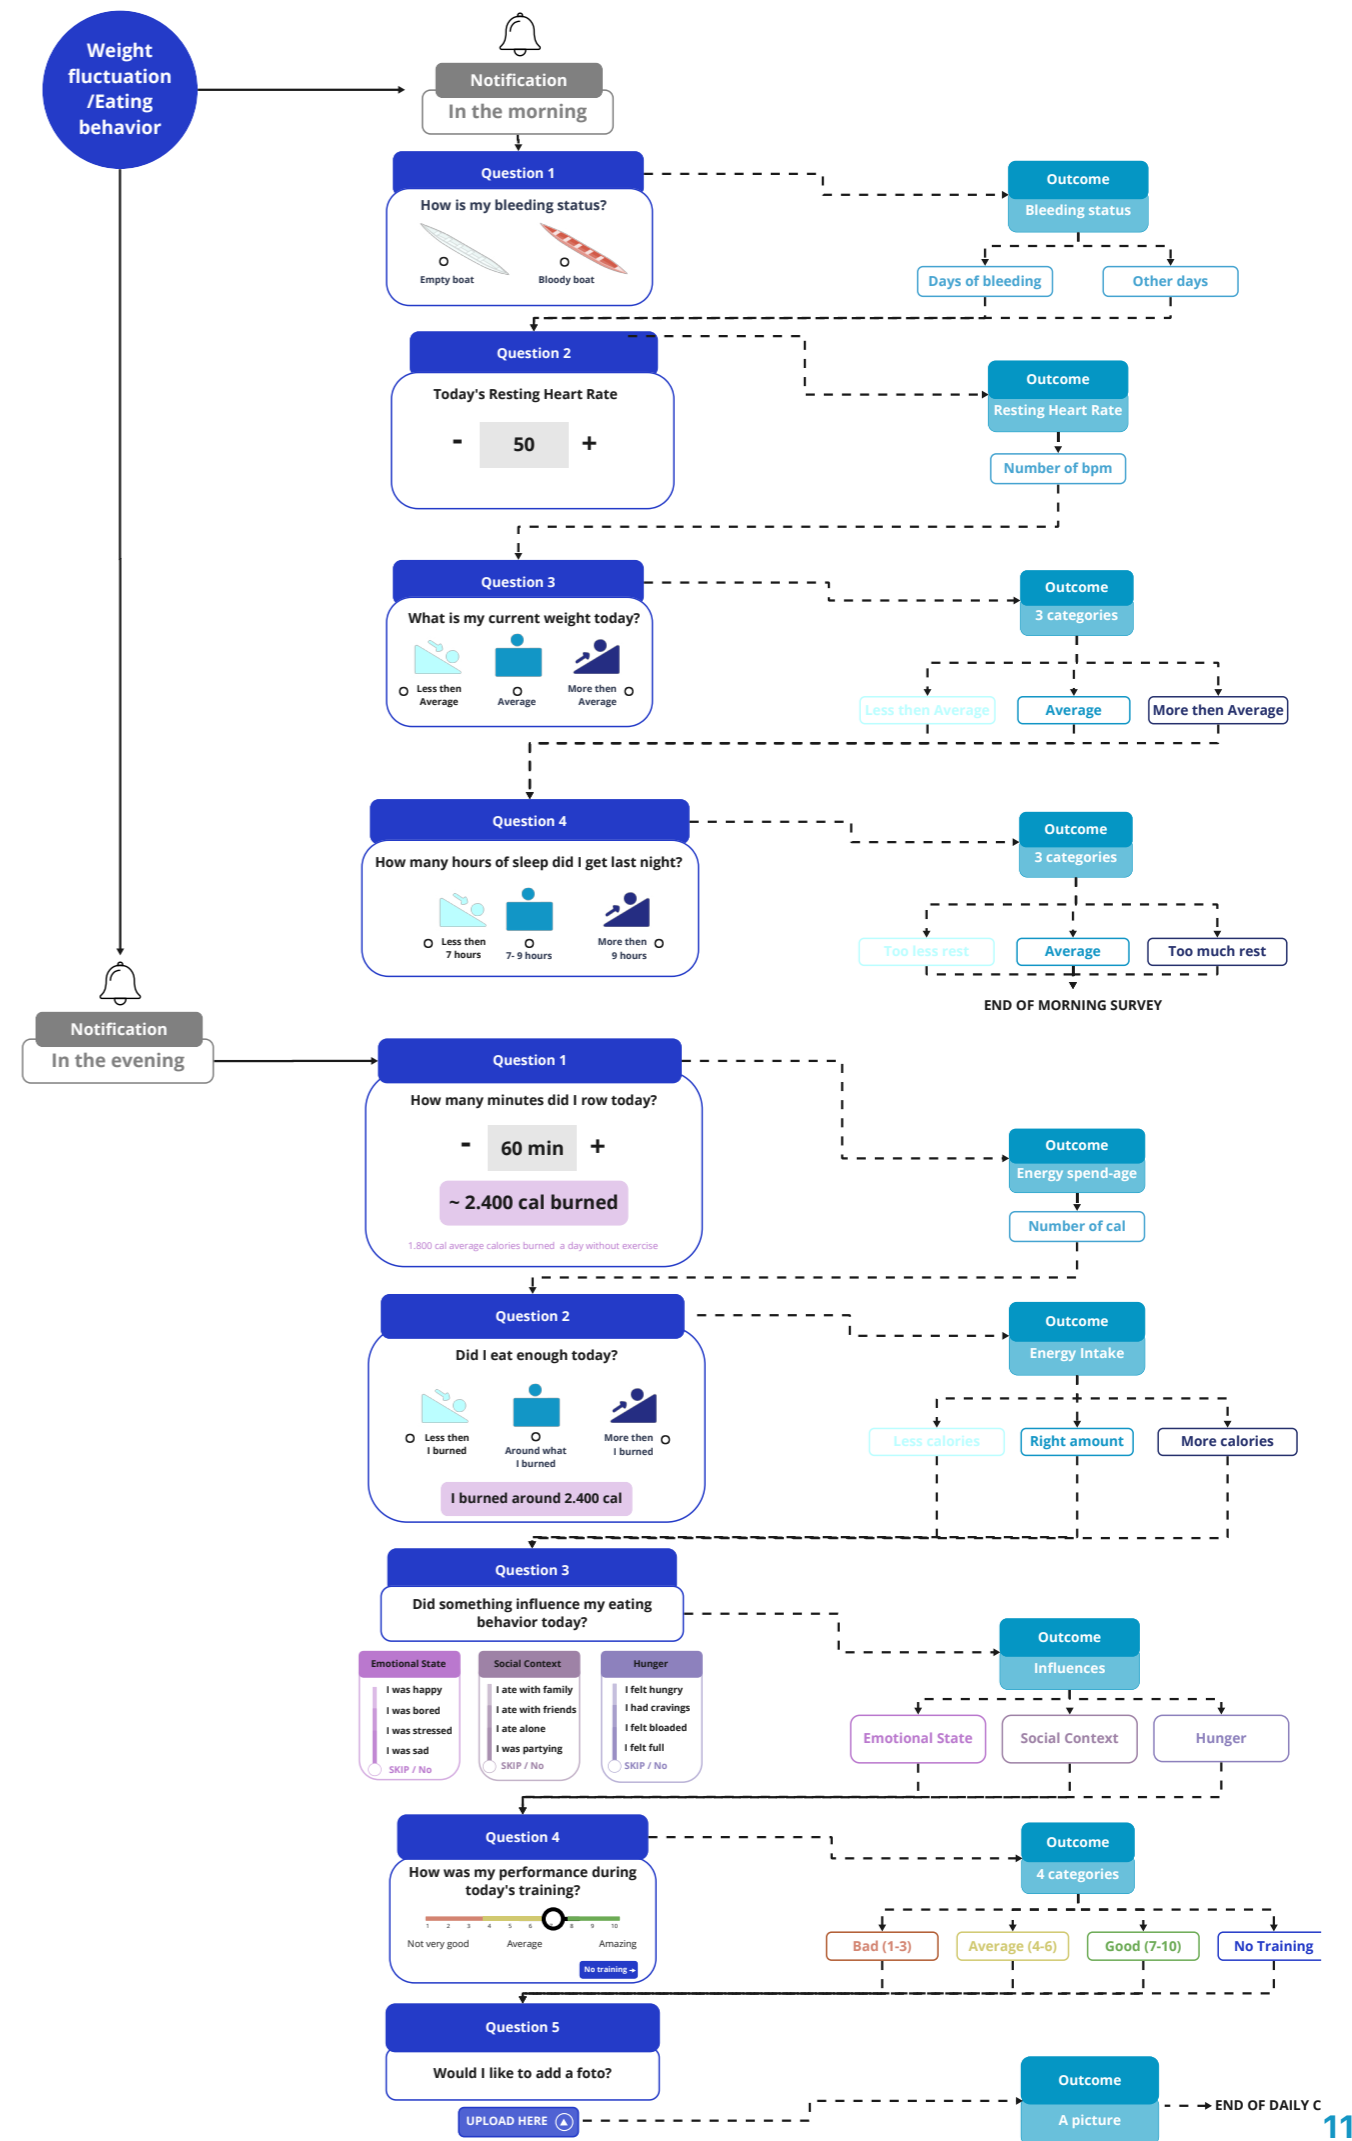 Weight
fluctuation
/Eating
behavior
Notification
In the morning
Question 1
How is my bleeding status?
Empty boat
Bloody boat
Outcome
Bleeding status
Days of bleeding
Other days
Question 2
Today's Resting Heart Rate
- 50 +
Outcome
Resting Heart Rate
Number of bpm
Question 3
What is my current weight today?
Less then
Average
Average
More then
Average
Outcome
3 categories
Less then Average
Average
More then Average
Question 4
How many hours of sleep did I get last night?
Less then
7 hours
7- 9 hours
More then
9 hours
Outcome
3 categories
Too less rest
Average
Too much rest
END OF MORNING SURVEY
Notification
In the evening
Question 1
How many minutes did I row today?
- 60 min +
~ 2.400 cal burned
1.800 cal average calories burned a day without exercise
Outcome
Energy spend-age
Number of cal
Question 2
Did I eat enough today?
Less then
I burned
Around what
I burned
More then
I burned
I burned around 2.400 cal
Outcome
Energy Intake
Less calories
Right amount
More calories
Question 3
Did something influence my eating
behavior today?
Emotional State
I was happy
I was bored
I was stressed
I was sad
SKIP / No
Social Context
I ate with family
I ate with friends
I ate alone
I was partying
SKIP / No
Hunger
I felt hungry
I had cravings
I felt bloaded
I felt full
SKIP / No
Outcome
Influences
Emotional State
Social Context
Hunger
Question 4
How was my performance during
today's training?
1 2 3 4 5 6 8 9 10
Not very good
Average
Amazing
No training
Outcome
4 categories
Bad (1-3)
Average (4-6)
Good (7-10)
No Training
Question 5
Would I like to add a foto?
UPLOAD HERE
Outcome
A picture
END OF DAILY C
11